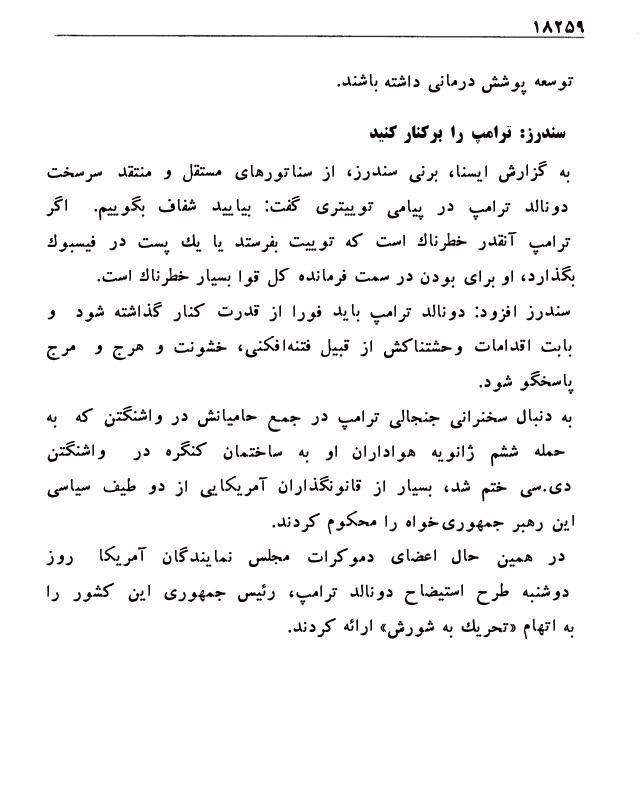 ۱۸۲۵۹
توسعه پوشش درمانی داشته باشند.
سندرز: ترامپ را برکنار کنید
به گزارش ایسنا، برنی سندرز، از سناتورهای مستقل و منتقد سرسخت
دونالد ترامپ در پیامی توییتری گفت: بیایید شفاف بگوییم. اگر
ترامپ آنقدر خطرناك است که توییت بفرستد یا یك پست در فیسبوك
بگذارد، او برای بودن در سمت فرمانده کل قوا بسیار خطرناك است.
سندرز افزود: دونالد ترامپ باید فورا از قدرت کنار گذاشته شود و
بابت اقدامات وحشتناکش از قبیل فتنه‌افکنی، خشونت و هرج و مرج
پاسخگو شود.
به دنبال سخنرانی جنجالی ترامپ در جمع حامیانش در واشنگتن که به
حمله ششم ژانویه هواداران او به ساختمان کنگره در واشنگتن
دی.سی ختم شد، بسیار از قانونگذاران آمریکایی از دو طیف سیاسی
این رهبر جمهوری‌خواه را محکوم کردند.
در همین حال اعضای دموکرات مجلس نمایندگان آمریکا روز
دوشنبه طرح استیضاح دونالد ترامپ، رئیس جمهوری این کشور را
به اتهام «تحریك به شورش» ارائه کردند.